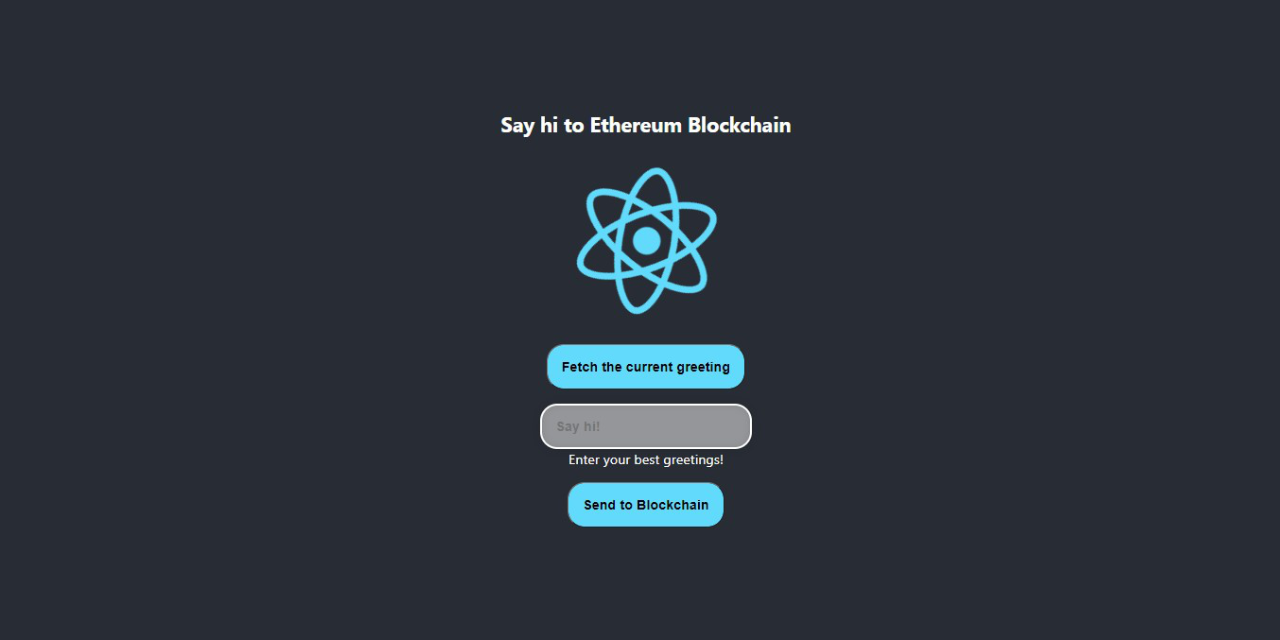 Say hi to Ethereum Blockchain
Fetch the current greeting
Say hi!
Enter your best greetings!
Send to Blockchain